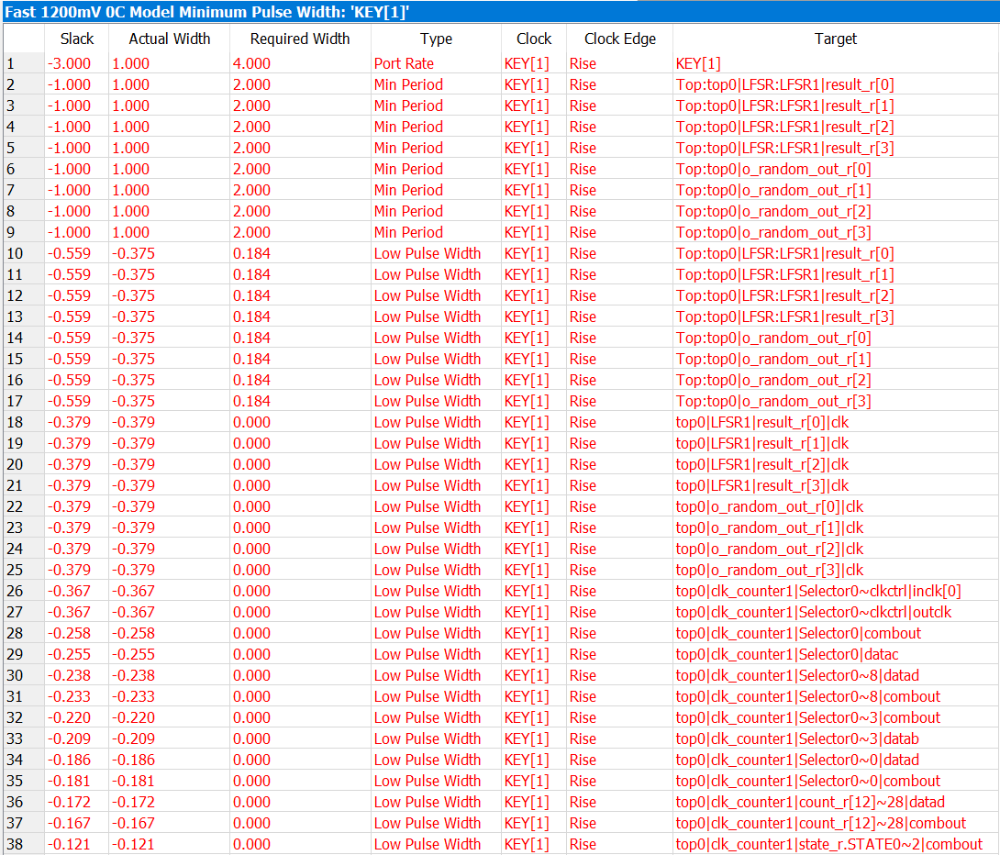 Fast 1200mV 0C Model Minimum Pulse Width: 'KEY[1]'
Slack Actual Width Required Width Type Clock Clock Edge Target
1 -3.000 1.000 4.000 Port Rate KEY[1] Rise KEY[1]
2 -1.000 1.000 2.000 Min Period KEY[1] Rise Top:top0|LFSR:LFSR1|result_r[0]
3 -1.000 1.000 2.000 Min Period KEY[1] Rise Top:top0|LFSR:LFSR1|result_r[1]
4 -1.000 1.000 2.000 Min Period KEY[1] Rise Top:top0|LFSR:LFSR1|result_r[2]
5 -1.000 1.000 2.000 Min Period KEY[1] Rise Top:top0|LFSR:LFSR1|result_r[3]
6 -1.000 1.000 2.000 Min Period KEY[1] Rise Top:top0|o_random_out_r[0]
7 -1.000 1.000 2.000 Min Period KEY[1] Rise Top:top0|o_random_out_r[1]
8 -1.000 1.000 2.000 Min Period KEY[1] Rise Top:top0|o_random_out_r[2]
9 -1.000 1.000 2.000 Min Period KEY[1] Rise Top:top0|o_random_out_r[3]
10 -0.559 -0.375 0.184 Low Pulse Width KEY[1] Rise Top:top0|LFSR:LFSR1|result_r[0]
11 -0.559 -0.375 0.184 Low Pulse Width KEY[1] Rise Top:top0|LFSR:LFSR1|result_r[1]
12 -0.559 -0.375 0.184 Low Pulse Width KEY[1] Rise Top:top0|LFSR:LFSR1|result_r[2]
13 -0.559 -0.375 0.184 Low Pulse Width KEY[1] Rise Top:top0|LFSR:LFSR1|result_r[3]
14 -0.559 -0.375 0.184 Low Pulse Width KEY[1] Rise Top:top0|o_random_out_r[0]
15 -0.559 -0.375 0.184 Low Pulse Width KEY[1] Rise Top:top0|o_random_out_r[1]
16 -0.559 -0.375 0.184 Low Pulse Width KEY[1] Rise Top:top0|o_random_out_r[2]
17 -0.559 -0.375 0.184 Low Pulse Width KEY[1] Rise Top:top0|o_random_out_r[3]
18 -0.379 -0.379 0.000 Low Pulse Width KEY[1] Rise top0|LFSR1|result_r[0]|clk
19 -0.379 -0.379 0.000 Low Pulse Width KEY[1] Rise top0|LFSR1|result_r[1]|clk
20 -0.379 -0.379 0.000 Low Pulse Width KEY[1] Rise top0|LFSR1|result_r[2]|clk
21 -0.379 -0.379 0.000 Low Pulse Width KEY[1] Rise top0|LFSR1|result_r[3]|clk
22 -0.379 -0.379 0.000 Low Pulse Width KEY[1] Rise top0|o_random_out_r[0]|clk
23 -0.379 -0.379 0.000 Low Pulse Width KEY[1] Rise top0|o_random_out_r[1]|clk
24 -0.379 -0.379 0.000 Low Pulse Width KEY[1] Rise top0|o_random_out_r[2]|clk
25 -0.379 -0.379 0.000 Low Pulse Width KEY[1] Rise top0|o_random_out_r[3]|clk
26 -0.367 -0.367 0.000 Low Pulse Width KEY[1] Rise top0|clk_counter1|Selector0~clkctrl|inclk[0]
27 -0.367 -0.367 0.000 Low Pulse Width KEY[1] Rise top0|clk_counter1|Selector0~clkctrl|outclk
28 -0.258 -0.258 0.000 Low Pulse Width KEY[1] Rise top0|clk_counter1|Selector0|combout
29 -0.255 -0.255 0.000 Low Pulse Width KEY[1] Rise top0|clk_counter1|Selector0|datac
30 -0.238 -0.238 0.000 Low Pulse Width KEY[1] Rise top0|clk_counter1|Selector0~8|datad
31 -0.233 -0.233 0.000 Low Pulse Width KEY[1] Rise top0|clk_counter1|Selector0~8|combout
32 -0.220 -0.220 0.000 Low Pulse Width KEY[1] Rise top0|clk_counter1|Selector0~3|combout
33 -0.209 -0.209 0.000 Low Pulse Width KEY[1] Rise top0|clk_counter1|Selector0~3|datab
34 -0.186 -0.186 0.000 Low Pulse Width KEY[1] Rise top0|clk_counter1|Selector0~0|datad
35 -0.181 -0.181 0.000 Low Pulse Width KEY[1] Rise top0|clk_counter1|Selector0~0|combout
36 -0.172 -0.172 0.000 Low Pulse Width KEY[1] Rise top0|clk_counter1|count_r[12]~28|datad
37 -0.167 -0.167 0.000 Low Pulse Width KEY[1] Rise top0|clk_counter1|count_r[12]~28|combout
38 -0.121 -0.121 0.000 Low Pulse Width KEY[1] Rise top0|clk_counter1|state_r.STATE0~2|combout